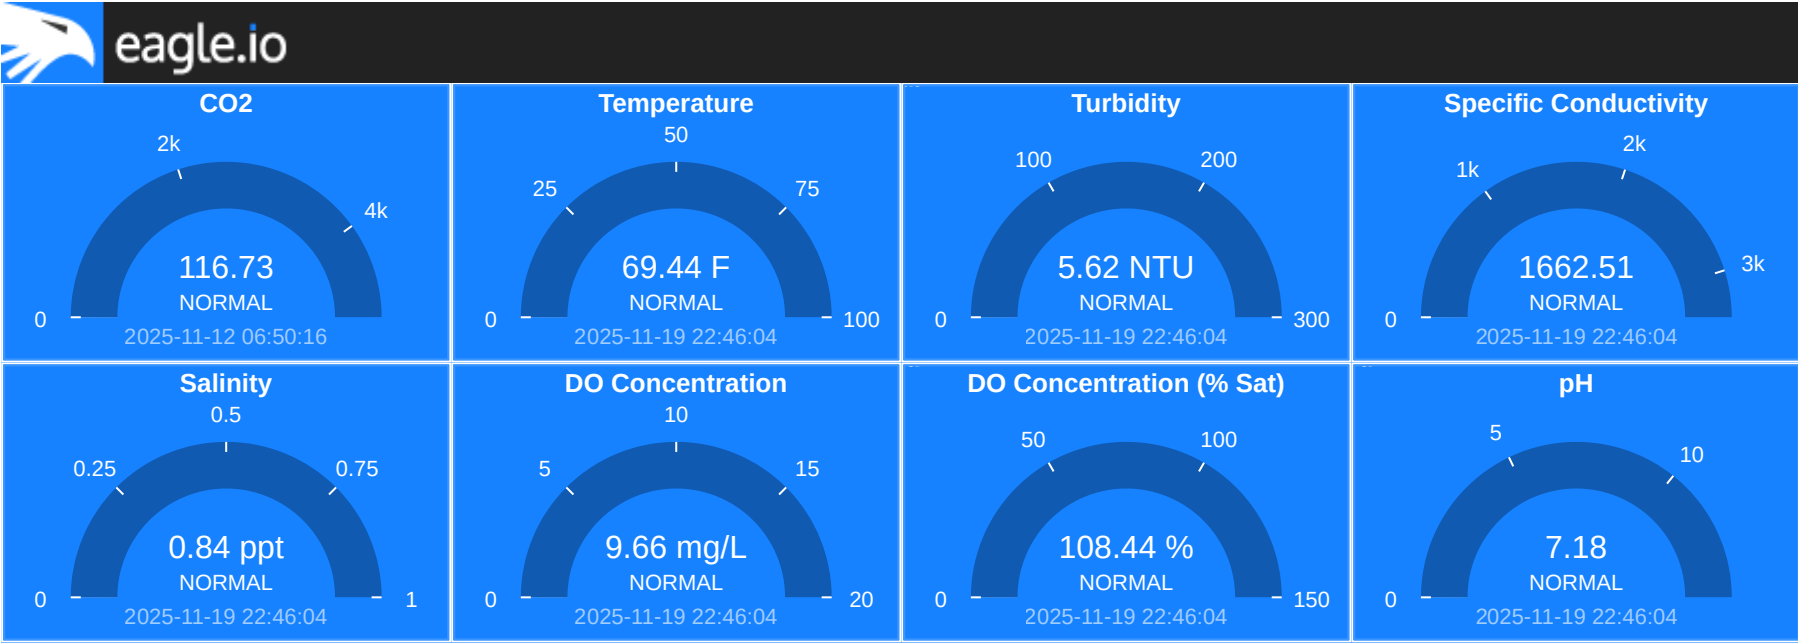 eagle.io
CO2
2k
4k
116.73
NORMAL
0
2025-11-12 06:50:16
Temperature
50
25
75
69.44 F
NORMAL
0
100
2025-11-19 22:46:04
Turbidity
100
200
5.62 NTU
NORMAL
0
300
2025-11-19 22:46:04
Specific Conductivity
2k
1k
3k
1662.51
NORMAL
0
2025-11-19 22:46:04
Salinity
0.5
0.25
0.75
0.84 ppt
NORMAL
0
1
2025-11-19 22:46:04
DO Concentration
10
5
15
9.66 mg/L
NORMAL
0
20
2025-11-19 22:46:04
DO Concentration (% Sat)
50
100
108.44 %
NORMAL
0
150
2025-11-19 22:46:04
pH
5
10
7.18
NORMAL
0
2025-11-19 22:46:04